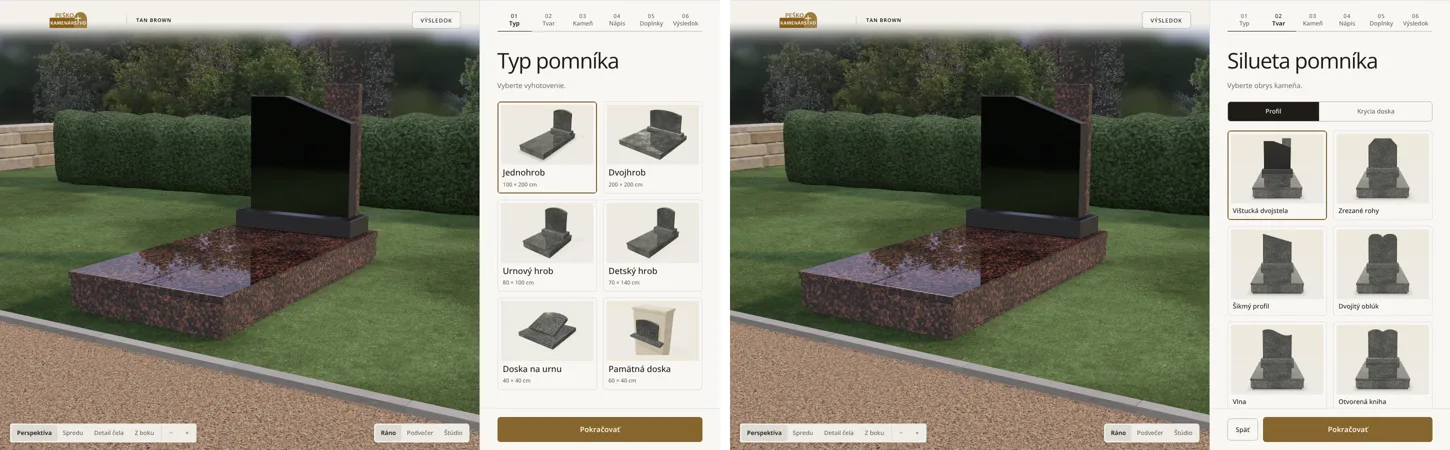 PEŠKO
KAMENÁRSTVO
TAN BROWN
VÝSLEDOK
01 Typ
02 Tvar
03 Kameň
04 Nápis
05 Doplnky
06 Výsledok
Typ pomníka
Vyberte vyhotovenie.
Jednohrob
100 × 200 cm
Dvojhrob
200 × 200 cm
Urnový hrob
80 × 100 cm
Detský hrob
70 × 140 cm
Doska na urnu
40 × 40 cm
Pamätná doska
60 × 40 cm
Perspektíva Spredu Detail čela Z boku − +
Ráno Podvečer Štúdio
Pokračovať
PEŠKO
KAMENÁRSTVO
TAN BROWN
VÝSLEDOK
01 Typ
02 Tvar
03 Kameň
04 Nápis
05 Doplnky
06 Výsledok
Silueta pomníka
Vyberte obrys kameňa.
Profil Krycia doska
Vištucká dvojstela
Zrezané rohy
Šikmý profil
Dvojitý oblúk
Vlna
Otvorená kniha
Perspektíva Spredu Detail čela Z boku − +
Ráno Podvečer Štúdio
Späť
Pokračovať